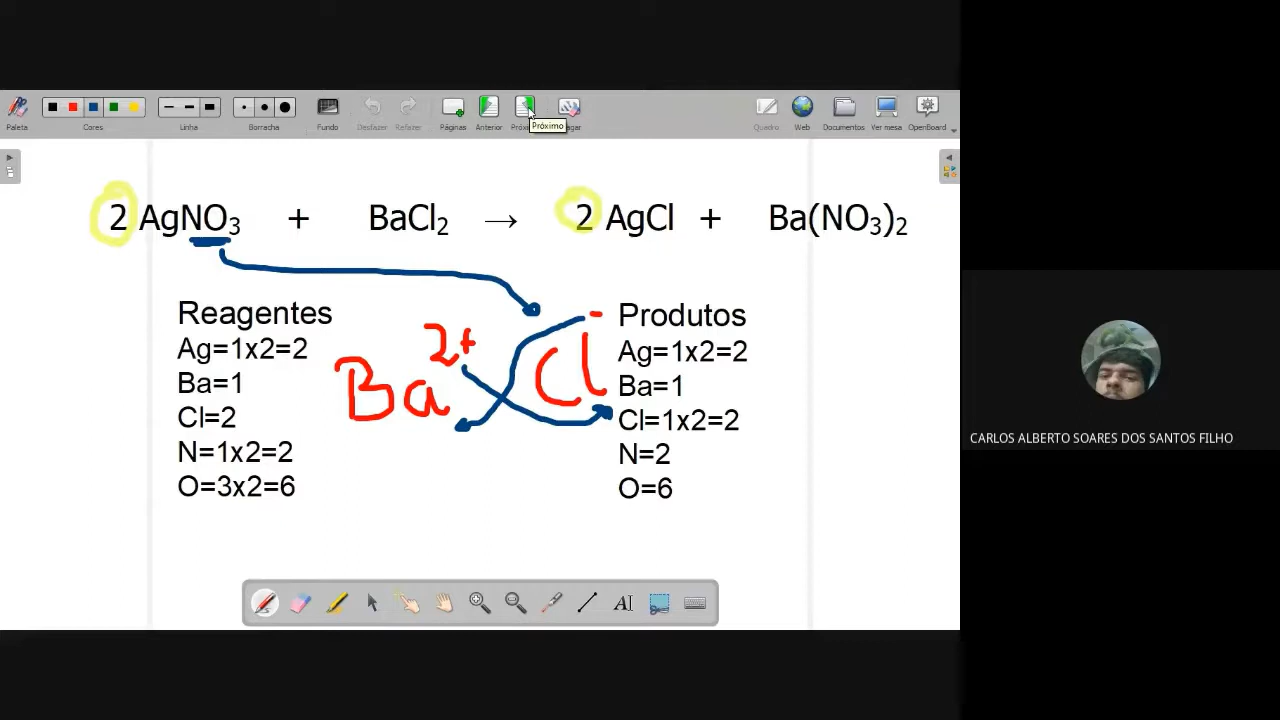 Paleta Cores Linha Borracha Fundo Desfazer Refazer Páginas Anterior Quadro Web Documentos Ver mesa OpenBoard
Próximo
2 AgNO₃ + BaCl₂ → 2 AgCl + Ba(NO₃)₂
Reagentes
Ag=1x2=2
Ba=1
Cl=2
N=1x2=2
O=3x2=6
Ba²⁺ Cl⁻
Produtos
Ag=1x2=2
Ba=1
Cl=1x2=2
N=2
O=6
AI
CARLOS ALBERTO SOARES DOS SANTOS FILHO